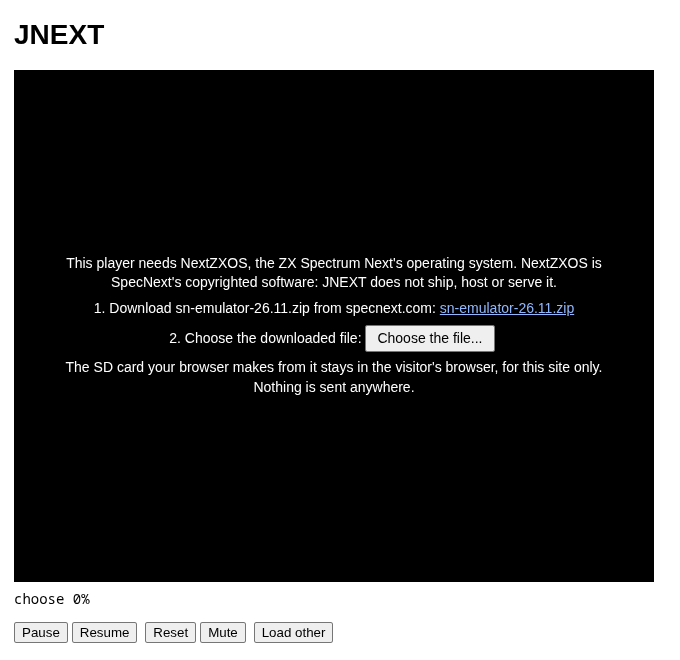 JNEXT
This player needs NextZXOS, the ZX Spectrum Next's operating system. NextZXOS is
SpecNext's copyrighted software: JNEXT does not ship, host or serve it.
1. Download sn-emulator-26.11.zip from specnext.com: sn-emulator-26.11.zip
2. Choose the downloaded file: Choose the file...
The SD card your browser makes from it stays in the visitor's browser, for this site only.
Nothing is sent anywhere.
choose 0%
Pause Resume Reset Mute Load other